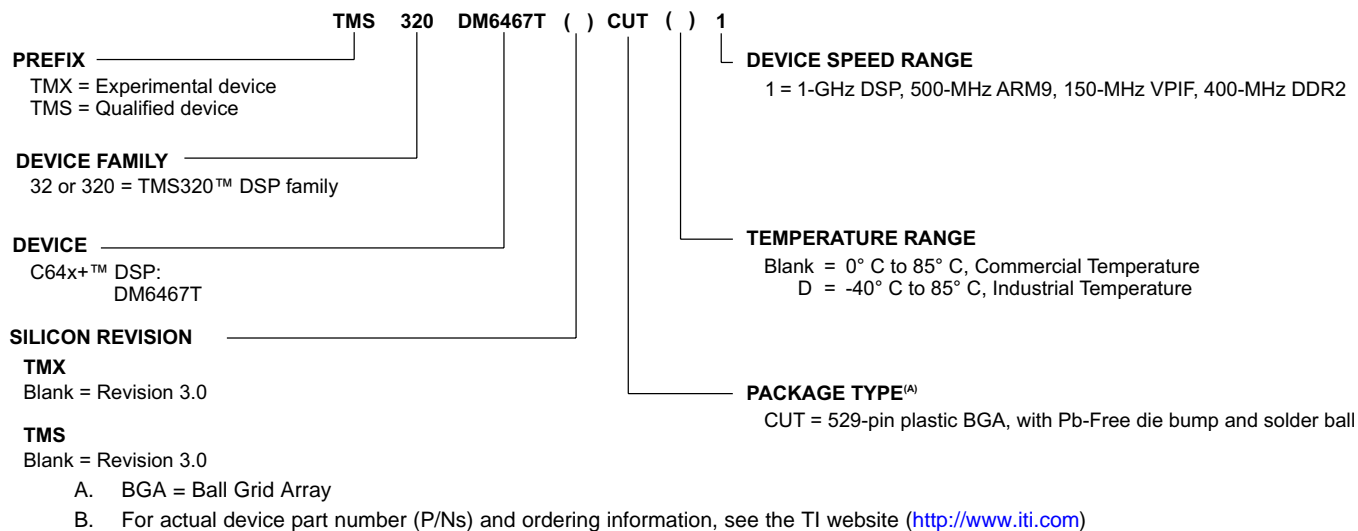 TMS 320 DM6467T ( ) CUT ( ) 1
PREFIX
TMX = Experimental device
TMS = Qualified device
DEVICE FAMILY
32 or 320 = TMS320™ DSP family
DEVICE
C64x+™ DSP:
DM6467T
SILICON REVISION
TMX
Blank = Revision 3.0
TMS
Blank = Revision 3.0
DEVICE SPEED RANGE
1 = 1-GHz DSP, 500-MHz ARM9, 150-MHz VPIF, 400-MHz DDR2
TEMPERATURE RANGE
Blank = 0° C to 85° C, Commercial Temperature
D = -40° C to 85° C, Industrial Temperature
PACKAGE TYPE(A)
CUT = 529-pin plastic BGA, with Pb-Free die bump and solder ball
A. BGA = Ball Grid Array
B. For actual device part number (P/Ns) and ordering information, see the TI website (http://www.iti.com)